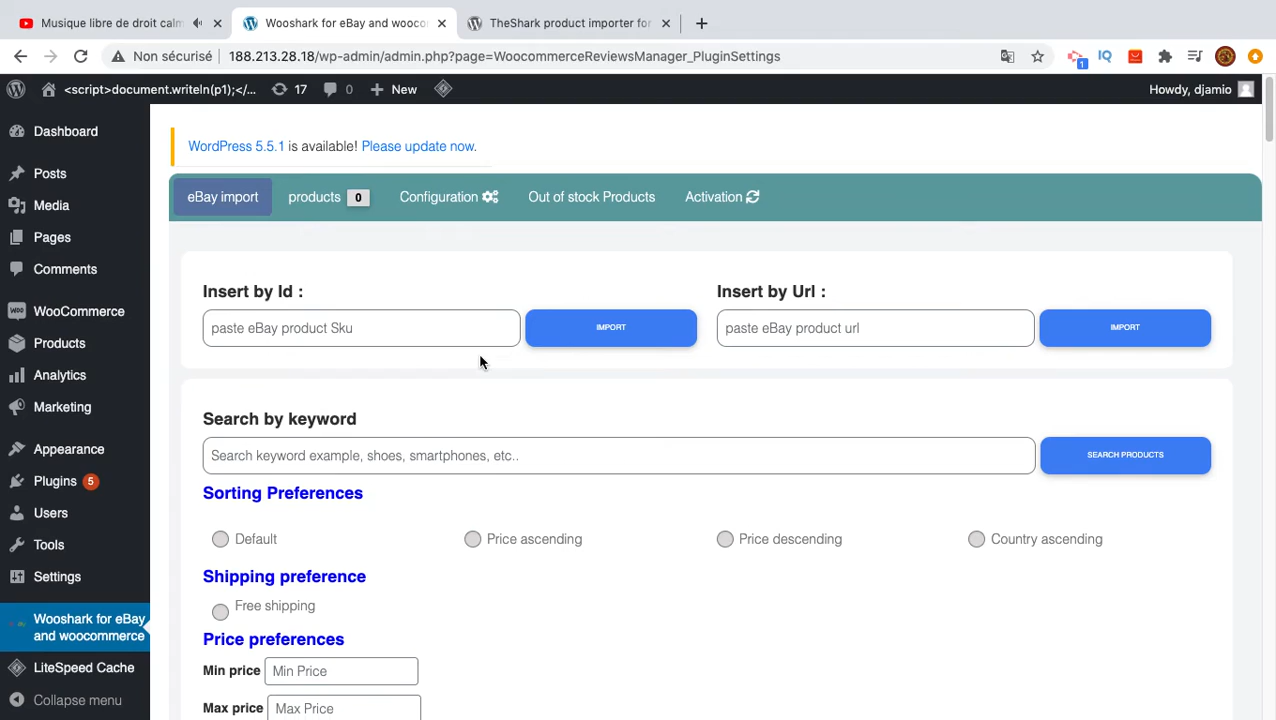 Musique libre de droit calm
Wooshark for eBay and wooco
TheShark product importer for
Non sécurisé
188.213.28.18/wp-admin/admin.php?page=WoocommerceReviewsManager_PluginSettings
1
IQ
<script>document.writeln(p1);</...
17
0
New
Howdy, djamio
Dashboard
Posts
Media
Pages
Comments
WooCommerce
Products
Analytics
Marketing
Appearance
Plugins 5
Users
Tools
Settings
Wooshark for eBay
and woocommerce
LiteSpeed Cache
Collapse menu
WordPress 5.5.1 is available! Please update now.
eBay import
products 0
Configuration
Out of stock Products
Activation
Insert by Id :
Insert by Url :
paste eBay product Sku
IMPORT
paste eBay product url
IMPORT
Search by keyword
Search keyword example, shoes, smartphones, etc..
SEARCH PRODUCTS
Sorting Preferences
Default
Price ascending
Price descending
Country ascending
Shipping preference
Free shipping
Price preferences
Min price
Min Price
Max price
Max Price